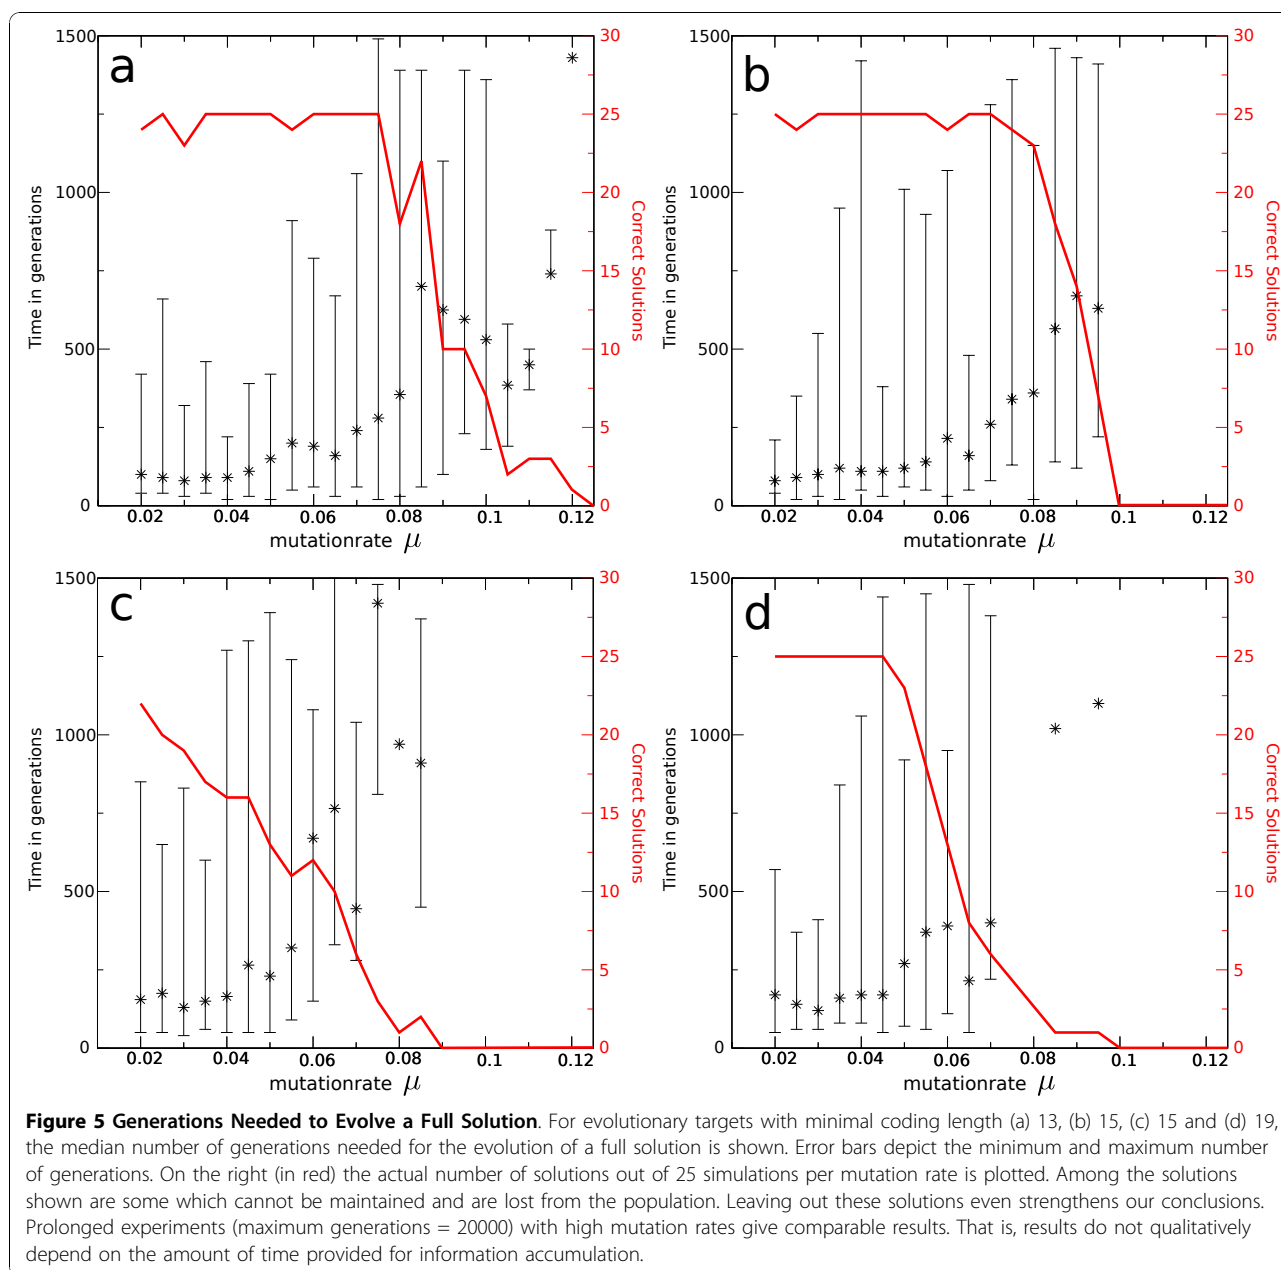 a
1500
1000
500
0
30
25
20
15
10
5
0
0.02 0.04 0.06 0.08 0.1 0.12
Time in generations
Correct Solutions
mutationrate μ
b
1500
1000
500
0
30
25
20
15
10
5
0
0.02 0.04 0.06 0.08 0.1 0.12
Time in generations
Correct Solutions
mutationrate μ
c
1500
1000
500
0
30
25
20
15
10
5
0
0.02 0.04 0.06 0.08 0.1 0.12
Time in generations
Correct Solutions
mutationrate μ
d
1500
1000
500
0
30
25
20
15
10
5
0
0.02 0.04 0.06 0.08 0.1 0.12
Time in generations
Correct Solutions
mutationrate μ
Figure 5 Generations Needed to Evolve a Full Solution. For evolutionary targets with minimal coding length (a) 13, (b) 15, (c) 15 and (d) 19,
the median number of generations needed for the evolution of a full solution is shown. Error bars depict the minimum and maximum number
of generations. On the right (in red) the actual number of solutions out of 25 simulations per mutation rate is plotted. Among the solutions
shown are some which cannot be maintained and are lost from the population. Leaving out these solutions even strengthens our conclusions.
Prolonged experiments (maximum generations = 20000) with high mutation rates give comparable results. That is, results do not qualitatively
depend on the amount of time provided for information accumulation.